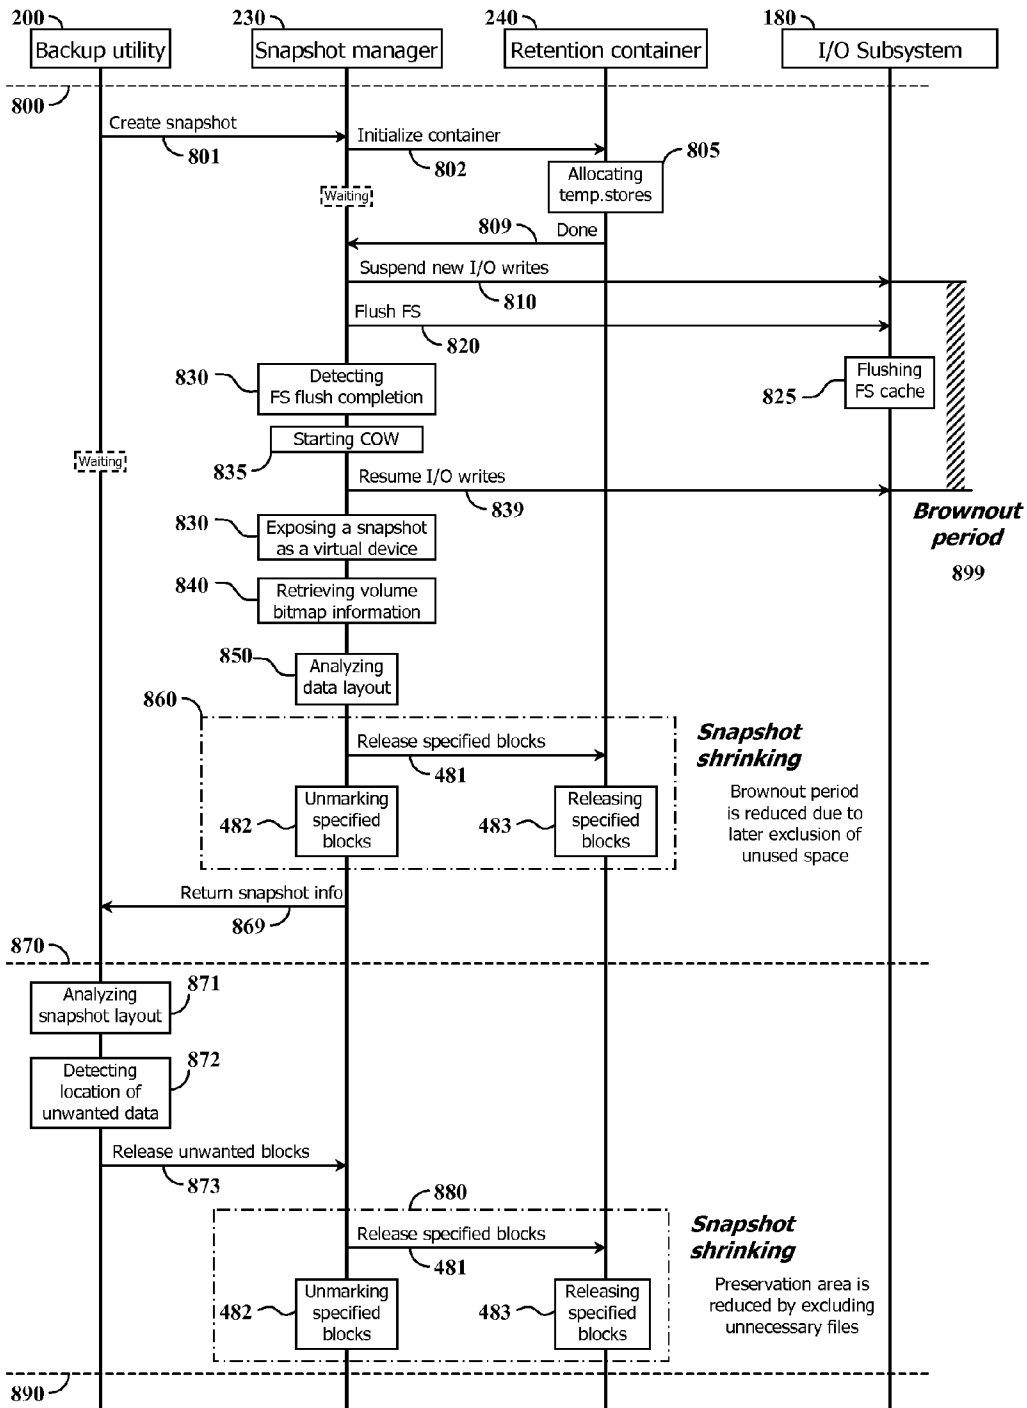 200
230
240
180
Backup utility
Snapshot manager
Retention container
I/O Subsystem
800
Create snapshot
801
Initialize container
802
805
Allocating
temp.stores
Waiting
809
Done
Suspend new I/O writes
810
Flush FS
820
830
Detecting
FS flush completion
825
Flushing
FS cache
Starting COW
835
Waiting
Resume I/O writes
839
Brownout
period
899
830
Exposing a snapshot
as a virtual device
840
Retrieving volume
bitmap information
850
Analyzing
data layout
860
Release specified blocks
481
Snapshot
shrinking
482
Unmarking
specified
blocks
483
Releasing
specified
blocks
Brownout period
is reduced due to
later exclusion of
unused space
Return snapshot info
869
870
871
Analyzing
snapshot layout
872
Detecting
location of
unwanted data
Release unwanted blocks
873
880
Release specified blocks
481
Snapshot
shrinking
482
Unmarking
specified
blocks
483
Releasing
specified
blocks
Preservation area is
reduced by excluding
unnecessary files
890